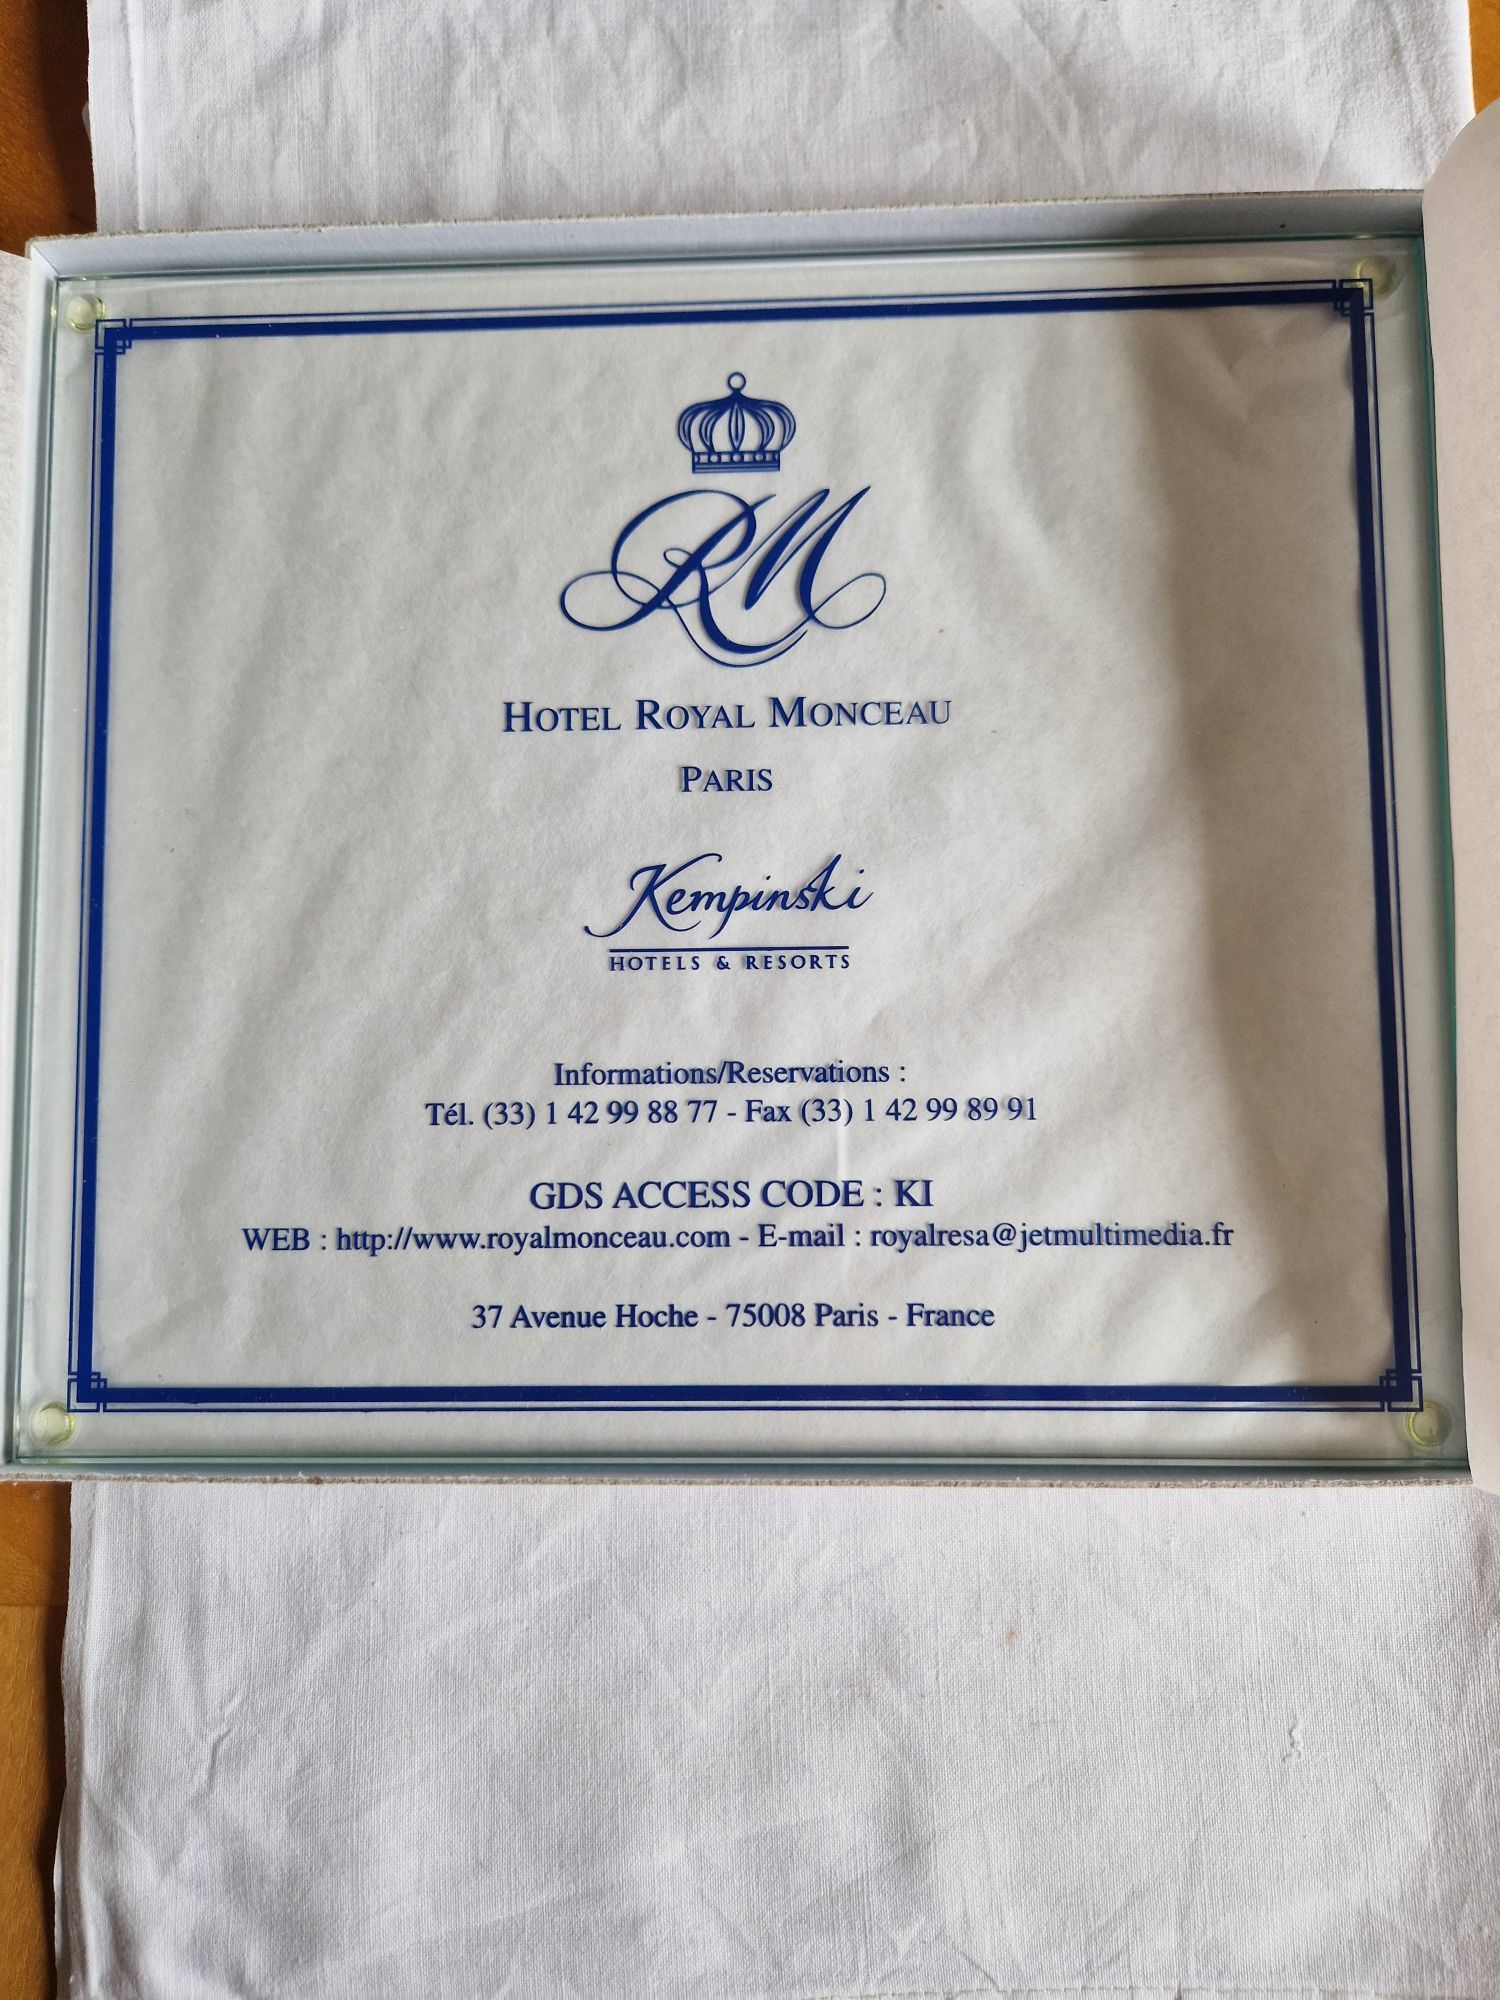 RM
HOTEL ROYAL MONCEAU
PARIS
Kempinski
HOTELS & RESORTS
Informations/Reservations :
Tél. (33) 1 42 99 88 77 - Fax (33) 1 42 99 89 91
GDS ACCESS CODE : KI
WEB : http://www.royalmonceau.com - E-mail : royalresa@jetmultimedia.fr
37 Avenue Hoche - 75008 Paris - France